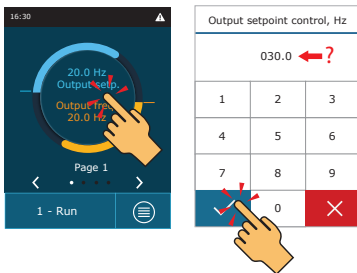 16:30
20.0 Hz
Output setp.
Output freq.
20.0 Hz
Page 1
1 - Run
Output setpoint control, Hz
030.0 ?
1 2 3
4 5 6
7 8 9
0